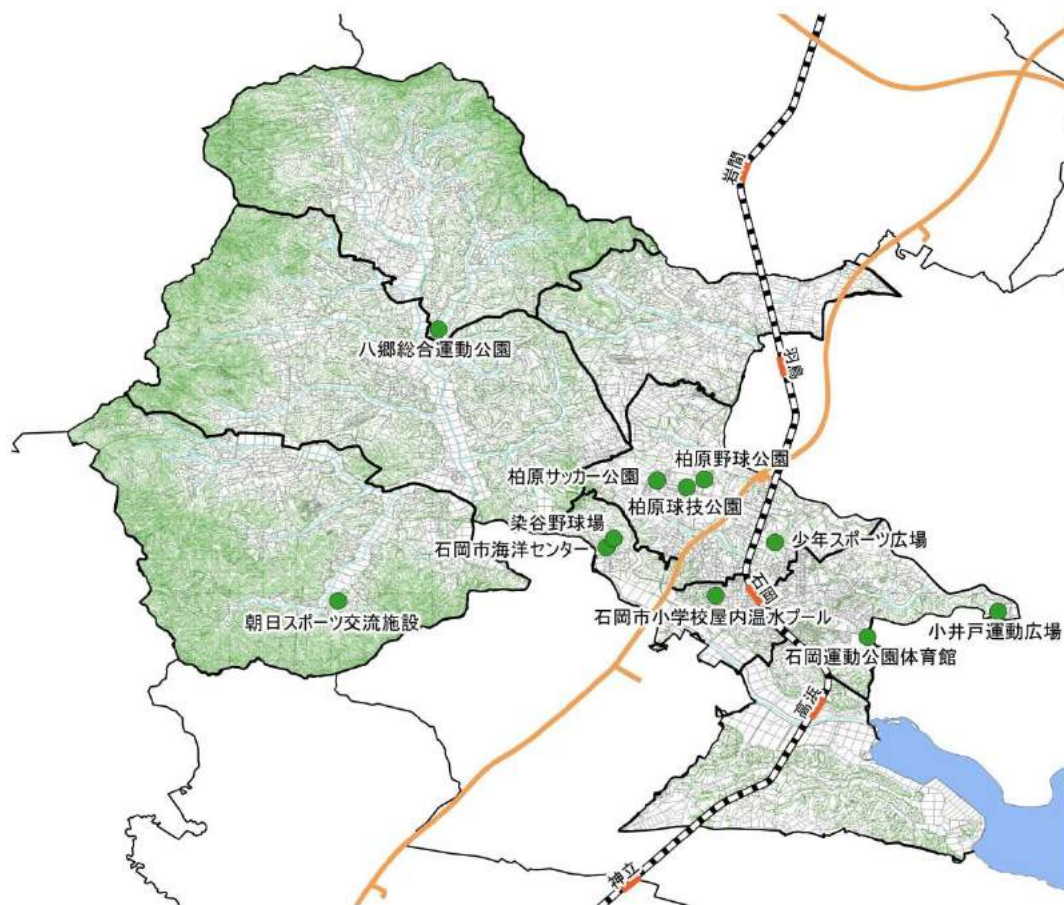 岩間
羽鳥
八郷総合運動公園
柏原野球公園
柏原サッカー公園
柏原球技公園
染谷野球場
少年スポーツ広場
石岡市海洋センター
石岡
石岡市小学校屋内温水プール
朝日スポーツ交流施設
小井戸運動広場
石岡運動公園体育館
高浜
神立